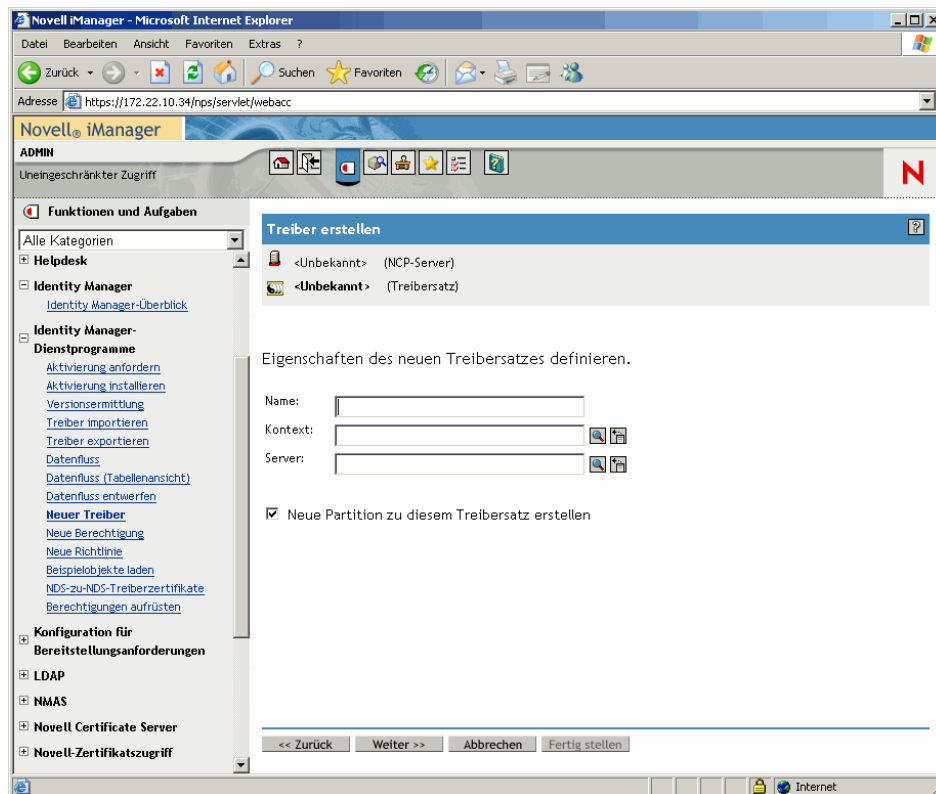 Novell iManager - Microsoft Internet Explorer
Datei Bearbeiten Ansicht Favoriten Extras ?
Zurück Suchen Favoriten
Adresse https://172.22.10.34/nps/servlet/webacc
Novell® iManager
ADMIN
Uneingeschränkter Zugriff
N
Funktionen und Aufgaben
Alle Kategorien
Helpdesk
Identity Manager
Identity Manager-Überblick
Identity Manager-
Dienstprogramme
Aktivierung anfordern
Aktivierung installieren
Versionsermittlung
Treiber importieren
Treiber exportieren
Datenfluss
Datenfluss (Tabellenansicht)
Datenfluss entwerfen
Neuer Treiber
Neue Berechtigung
Neue Richtlinie
Beispielobjekte laden
NDS-zu-NDS-Treiberzertifikate
Berechtigungen aufrüsten
Konfiguration für
Bereitstellungsanforderungen
LDAP
NMAS
Novell Certificate Server
Novell-Zertifikatszugriff
Treiber erstellen
?
<Unbekannt> (NCP-Server)
<Unbekannt> (Treibersatz)
Eigenschaften des neuen Treibersatzes definieren.
Name:
Kontext:
Server:
Neue Partition zu diesem Treibersatz erstellen
<< Zurück Weiter >> Abbrechen Fertig stellen
Internet